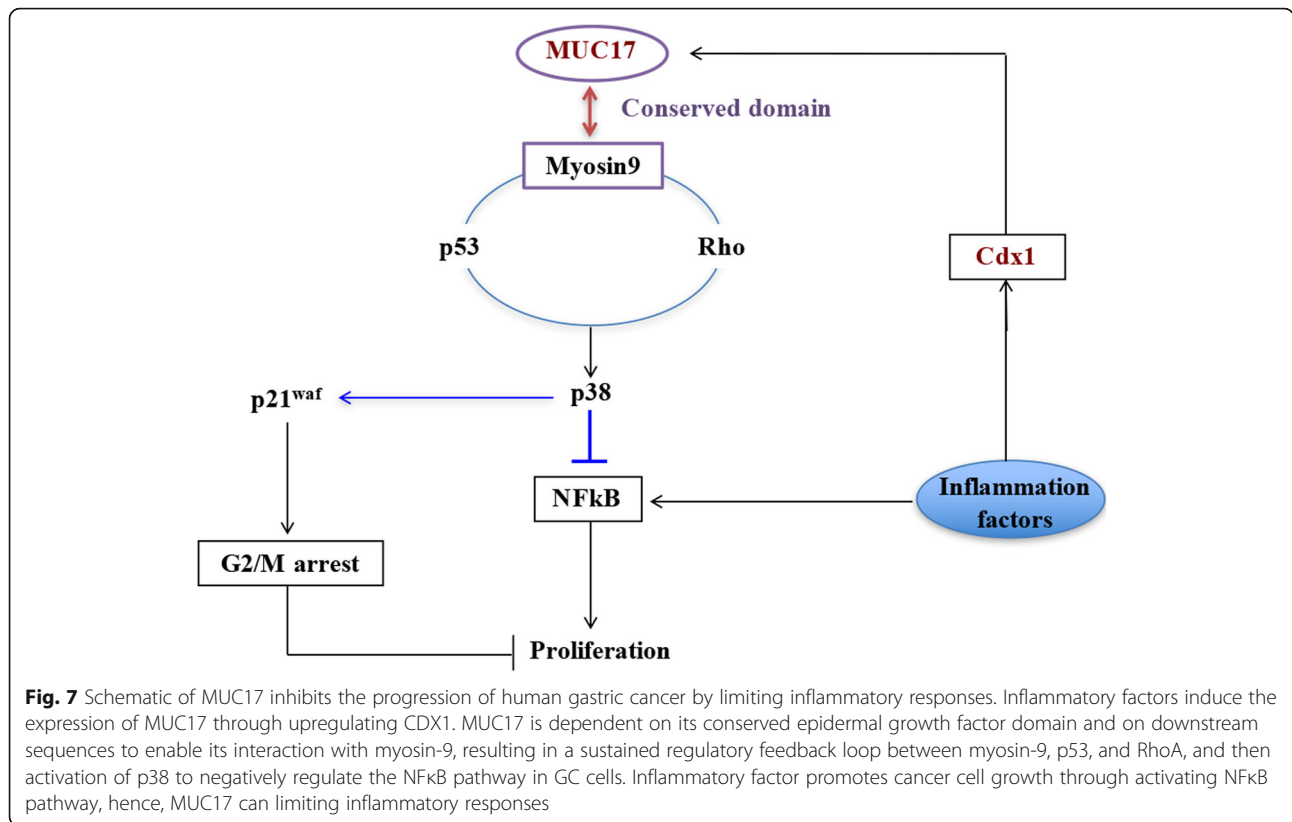 MUC17
Conserved domain
Myosin9
p53
Rho
Cdx1
p38
p21waf
NFkB
Inflammation
factors
G2/M arrest
Proliferation
Fig. 7 Schematic of MUC17 inhibits the progression of human gastric cancer by limiting inflammatory responses. Inflammatory factors induce the
expression of MUC17 through upregulating CDX1. MUC17 is dependent on its conserved epidermal growth factor domain and on downstream
sequences to enable its interaction with myosin-9, resulting in a sustained regulatory feedback loop between myosin-9, p53, and RhoA, and then
activation of p38 to negatively regulate the NFκB pathway in GC cells. Inflammatory factor promotes cancer cell growth through activating NFκB
pathway, hence, MUC17 can limiting inflammatory responses